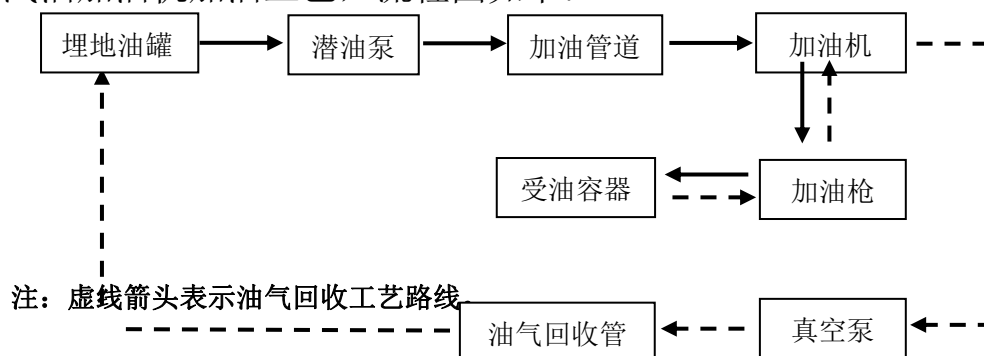 埋地油罐
潜油泵
加油管道
加油机
受油容器
加油枪
注：虚线箭头表示油气回收工艺路线
油气回收管
真空泵